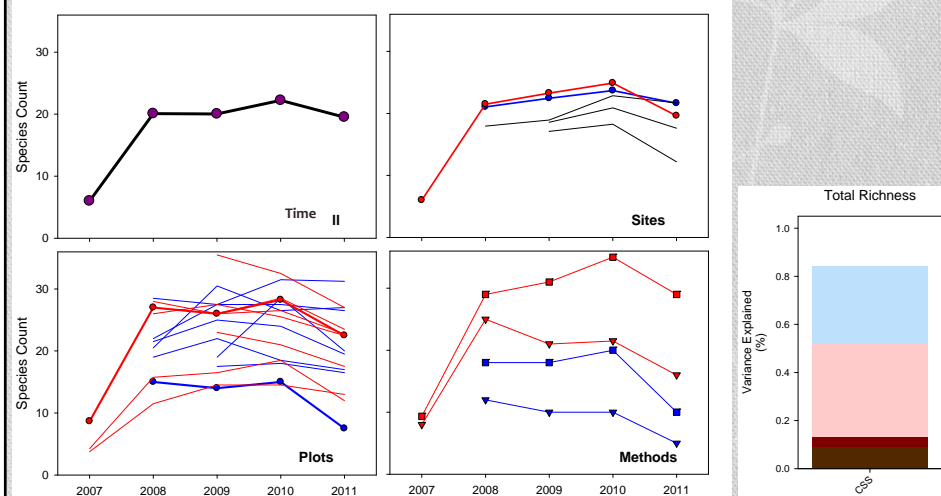 Species Count
30
20
10
0
Time II
Sites
Species Count
30
20
10
0
Plots
Methods
2007 2008 2009 2010 2011
2007 2008 2009 2010 2011
Total Richness
Variance Explained
(%)
1.0
0.8
0.6
0.4
0.2
0.0
CSS